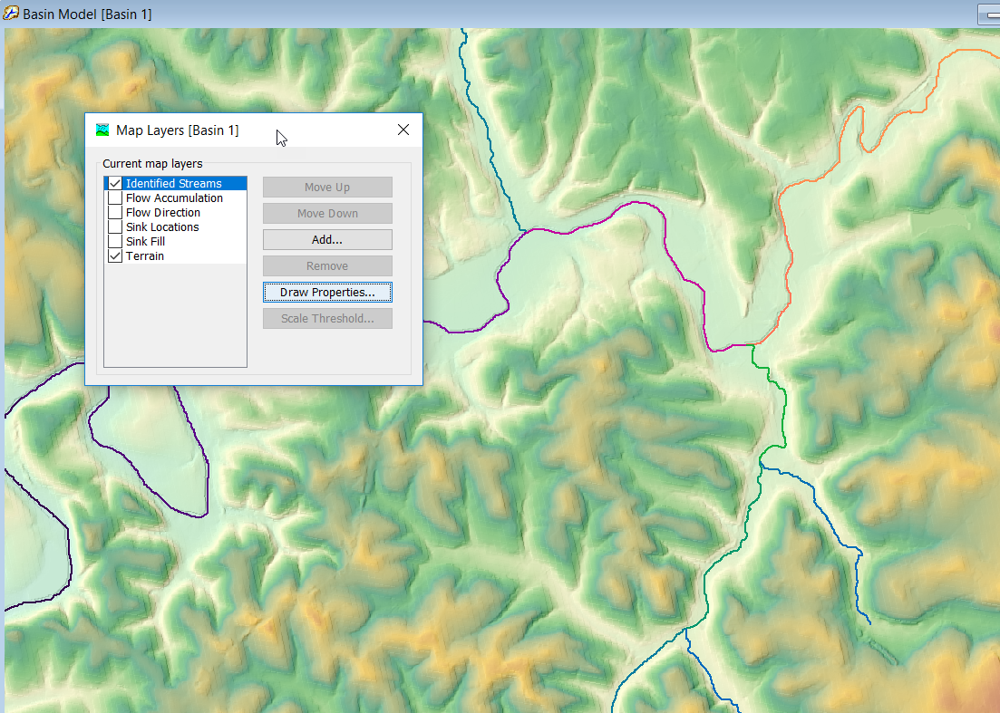 Basin Model [Basin 1]
Map Layers [Basin 1]
Current map layers
Identified Streams
Flow Accumulation
Flow Direction
Sink Locations
Sink Fill
Terrain
Move Up
Move Down
Add...
Remove
Draw Properties...
Scale Threshold...